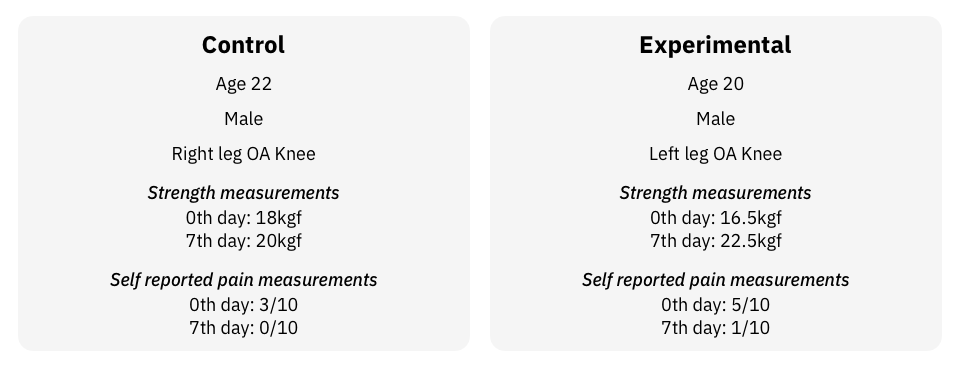 Control
Age 22
Male
Right leg OA Knee
Strength measurements
0th day: 18kgf
7th day: 20kgf
Self reported pain measurements
0th day: 3/10
7th day: 0/10
Experimental
Age 20
Male
Left leg OA Knee
Strength measurements
0th day: 16.5kgf
7th day: 22.5kgf
Self reported pain measurements
0th day: 5/10
7th day: 1/10